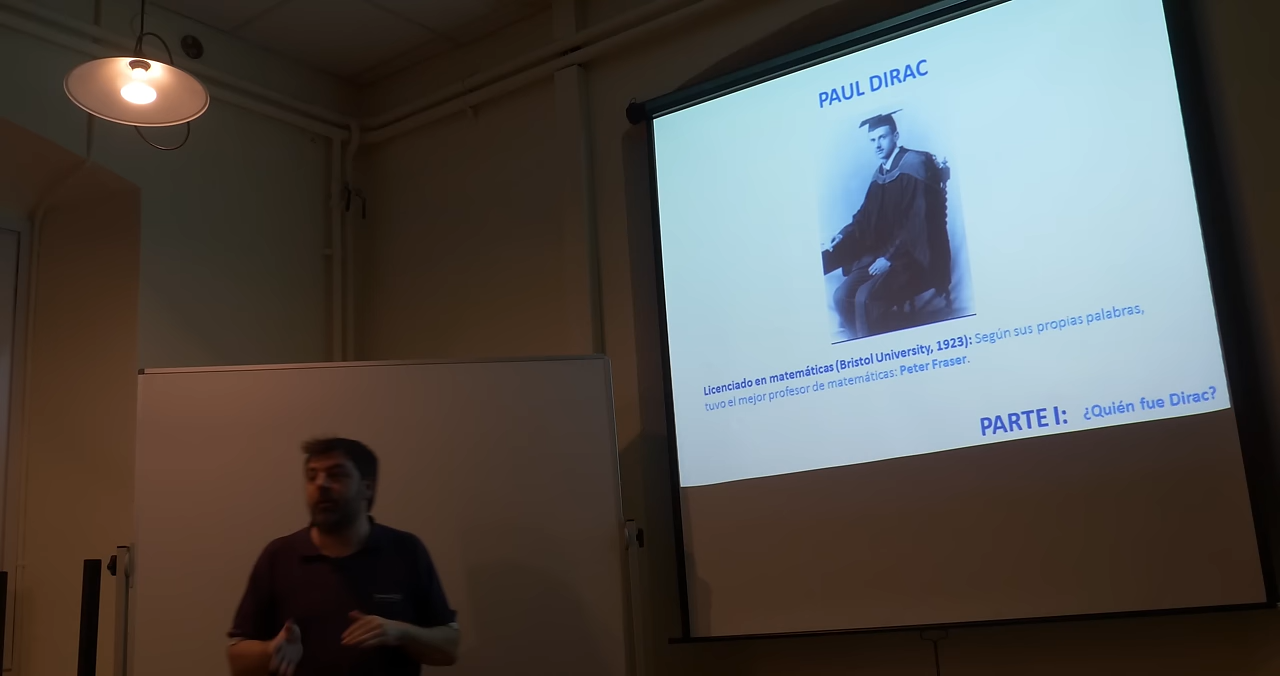 PAUL DIRAC
Licenciado en matemáticas (Bristol University, 1923): Según sus propias palabras,
tuvo el mejor profesor de matemáticas: Peter Fraser.
PARTE I: ¿Quién fue Dirac?